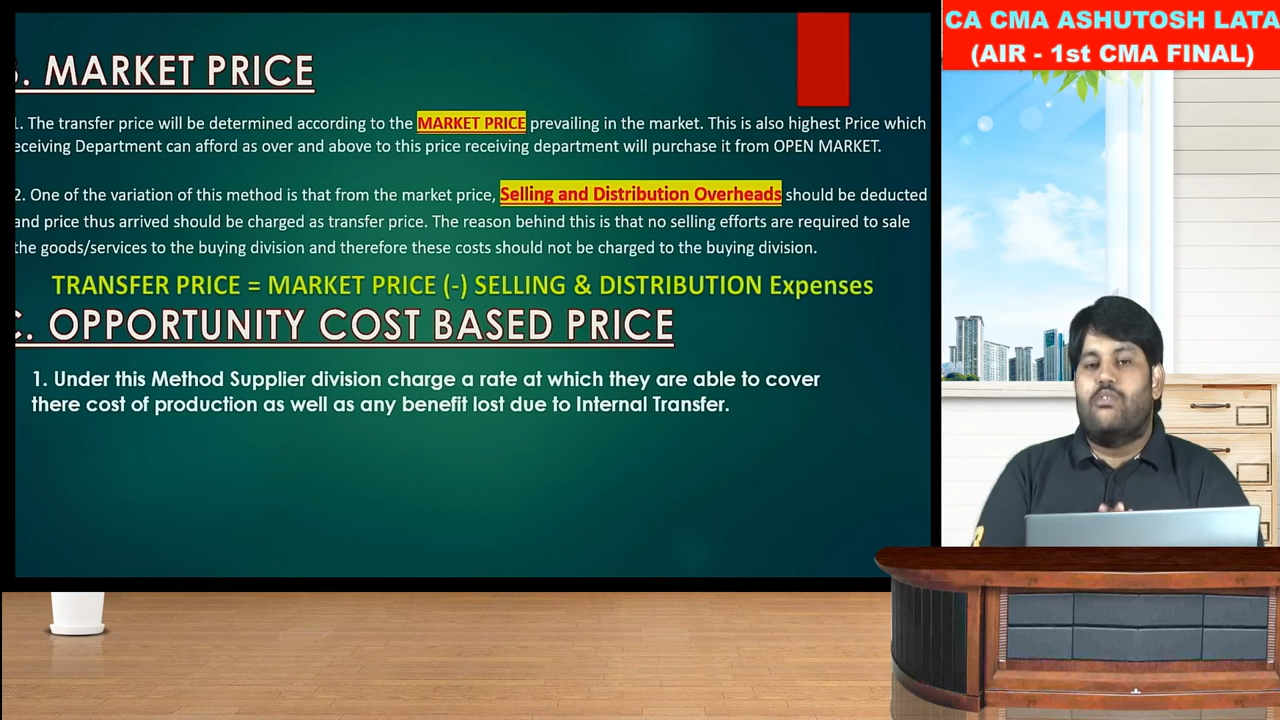 CA CMA ASHUTOSH LATA
(AIR - 1st CMA FINAL)
. MARKET PRICE
1. The transfer price will be determined according to the MARKET PRICE prevailing in the market. This is also highest Price which
eceiving Department can afford as over and above to this price receiving department will purchase it from OPEN MARKET.
2. One of the variation of this method is that from the market price, Selling and Distribution Overheads should be deducted
and price thus arrived should be charged as transfer price. The reason behind this is that no selling efforts are required to sale
the goods/services to the buying division and therefore these costs should not be charged to the buying division.
TRANSFER PRICE = MARKET PRICE (-) SELLING & DISTRIBUTION Expenses
C. OPPORTUNITY COST BASED PRICE
1. Under this Method Supplier division charge a rate at which they are able to cover
there cost of production as well as any benefit lost due to Internal Transfer.